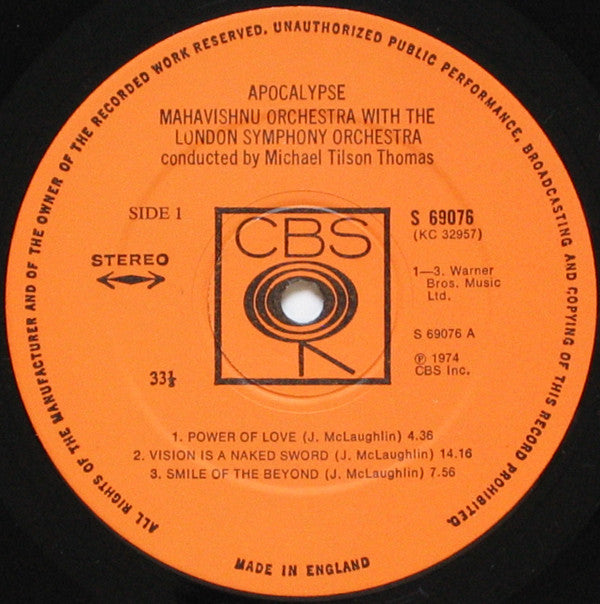 ALL RIGHTS OF THE MANUFACTURER AND OF THE OWNER OF THE RECORDED WORK RESERVED. UNAUTHORIZED PUBLIC PERFORMANCE, BROADCASTING AND COPYING OF THIS RECORD PROHIBITED.
APOCALYPSE
MAHAVISHNU ORCHESTRA WITH THE
LONDON SYMPHONY ORCHESTRA
conducted by Michael Tilson Thomas
SIDE 1
STEREO
33⅓
CBS
S 69076
(KC 32957)
1—3. Warner
Bros. Music
Ltd.
S 69076 A
℗ 1974
CBS Inc.
1. POWER OF LOVE (J. McLaughlin) 4.36
2. VISION IS A NAKED SWORD (J. McLaughlin) 14.16
3. SMILE OF THE BEYOND (J. McLaughlin) 7.56
MADE IN ENGLAND